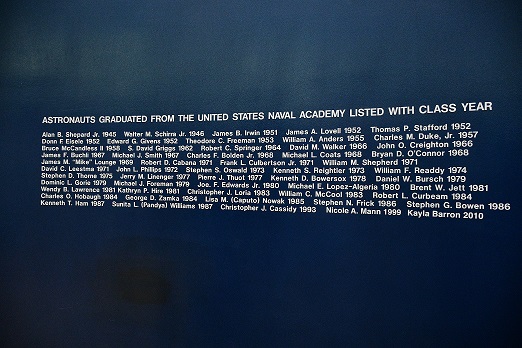 ASTRONAUTS GRADUATED FROM THE UNITED STATES NAVAL ACADEMY LISTED WITH CLASS YEAR
Alan B. Shepard Jr. 1945 Walter M. Schirra Jr. 1946 James B. Irwin 1951 James A. Lovell 1952 Thomas P. Stafford 1952
Donn F Eisele 1952 Edward G. Givens 1952 Theodore C. Freeman 1953 William A. Anders 1955 Charles M. Duke, Jr. 1957
Bruce McCandless II 1958 S. David Griggs 1962 Robert C. Springer 1964 David M. Walker 1966 John O. Creighton 1966
James F. Buchli 1967 Michael J. Smith 1967 Charles F. Bolden Jr. 1968 Michael L. Coats 1968 Bryan D. O'Connor 1968
James M. "Mike" Lounge 1969 Robert D. Cabana 1971 Frank L. Culbertson Jr. 1971 William M. Shepherd 1971
David C. Leestma 1971 John L. Phillips 1972 Stephen S. Oswald 1973 Kenneth S. Reightler 1973 William F. Readdy 1974
Stephen D. Thorne 1975 Jerry M. Linenger 1977 Pierre J. Thuot 1977 Kenneth D. Bowersox 1978 Daniel W. Bursch 1979
Dominic L. Gorie 1979 Michael J. Foreman 1979 Joe. F. Edwards Jr. 1980 Michael E. Lopez-Algeria 1980 Brent W. Jett 1981
Wendy B. Lawrence 1981 Kathryn P. Hire 1981 Christopher J. Loria 1983 William C. McCool 1983 Robert L. Curbeam 1984
Charles O. Hobaugh 1984 George D. Zamka 1984 Lisa M. (Caputo) Nowak 1985 Stephen N. Frick 1986 Stephen G. Bowen 1986
Kenneth T. Ham 1987 Sunita L. (Pandya) Williams 1987 Christopher J. Cassidy 1993 Nicole A. Mann 1999 Kayla Barron 2010